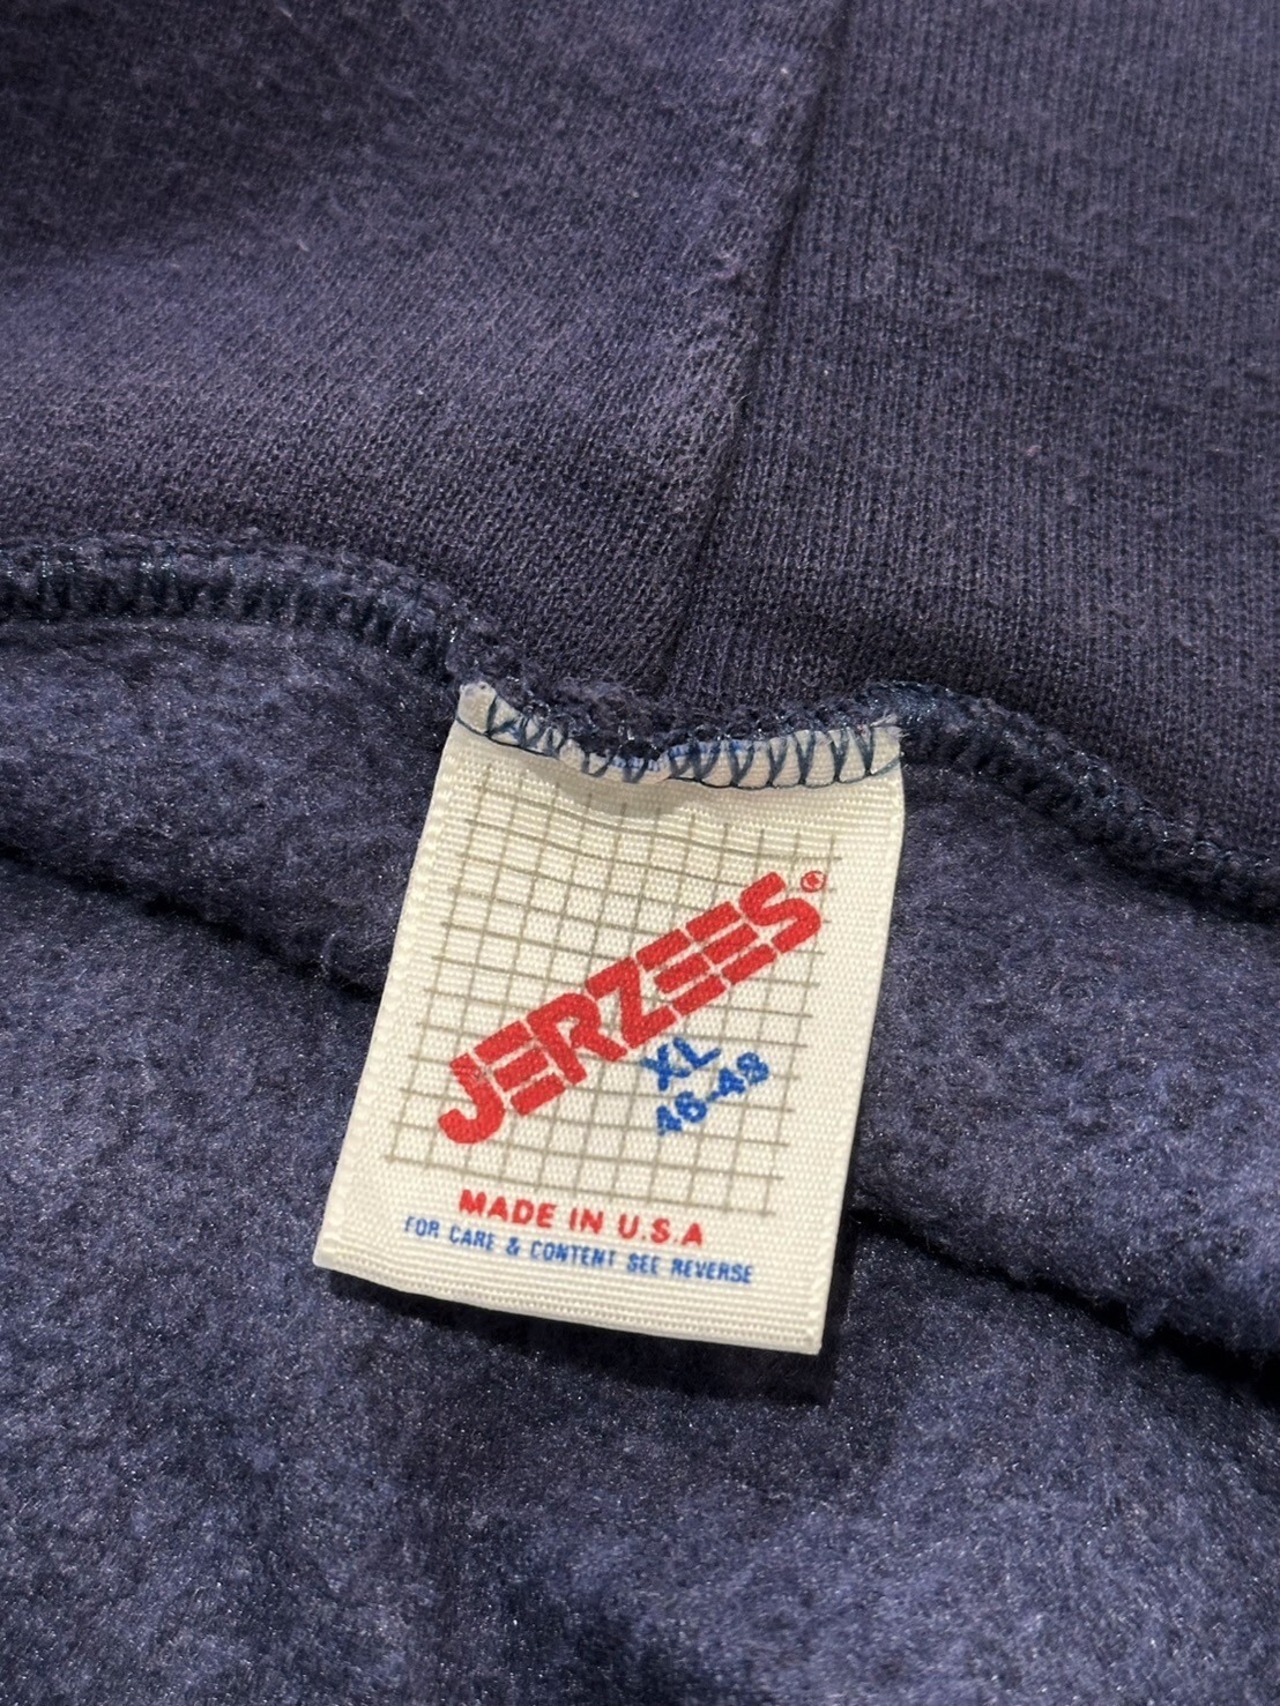 JERZEES®
XL
46-48
MADE IN U.S.A
FOR CARE & CONTENT SEE REVERSE